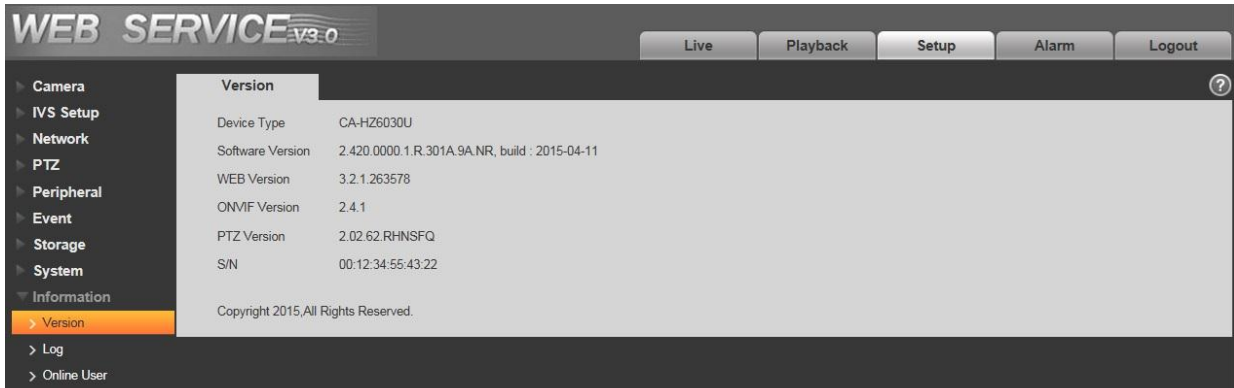 WEB SERVICE V3.0
Live Playback Setup Alarm Logout
Camera
IVS Setup
Network
PTZ
Peripheral
Event
Storage
System
Information
> Version
> Log
> Online User
Version
?
Device Type CA-HZ6030U
Software Version 2.420.0000.1.R.301A.9A.NR, build : 2015-04-11
WEB Version 3.2.1.263578
ONVIF Version 2.4.1
PTZ Version 2.02.62.RHNSFQ
S/N 00:12:34:55:43:22
Copyright 2015,All Rights Reserved.